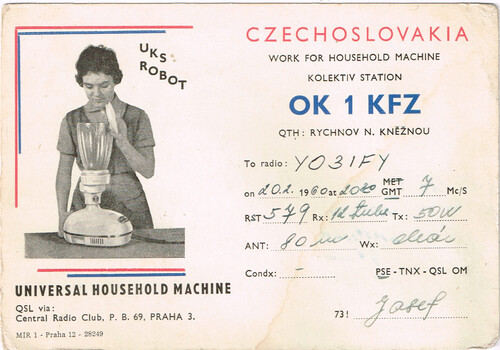 UKS
ROBOT
UNIVERSAL HOUSEHOLD MACHINE
QSL via:
Central Radio Club, P. B. 69, PRAHA 3.
MÍR 1 - Praha 12 - 28249
CZECHOSLOVAKIA
WORK FOR HOUSEHOLD MACHINE
KOLEKTIV STATION
OK 1 KFZ
QTH: RYCHNOV N. KNĚŽNOU
To radio: YO3IFY
on 20.2. 1960 at 2020 MET GMT 7 Mc/s
RST 579 Rx: 12 Tx: 50W
ANT: 80 m Wx:
Condx: - PSE - TNX - QSL OM
73! Josef